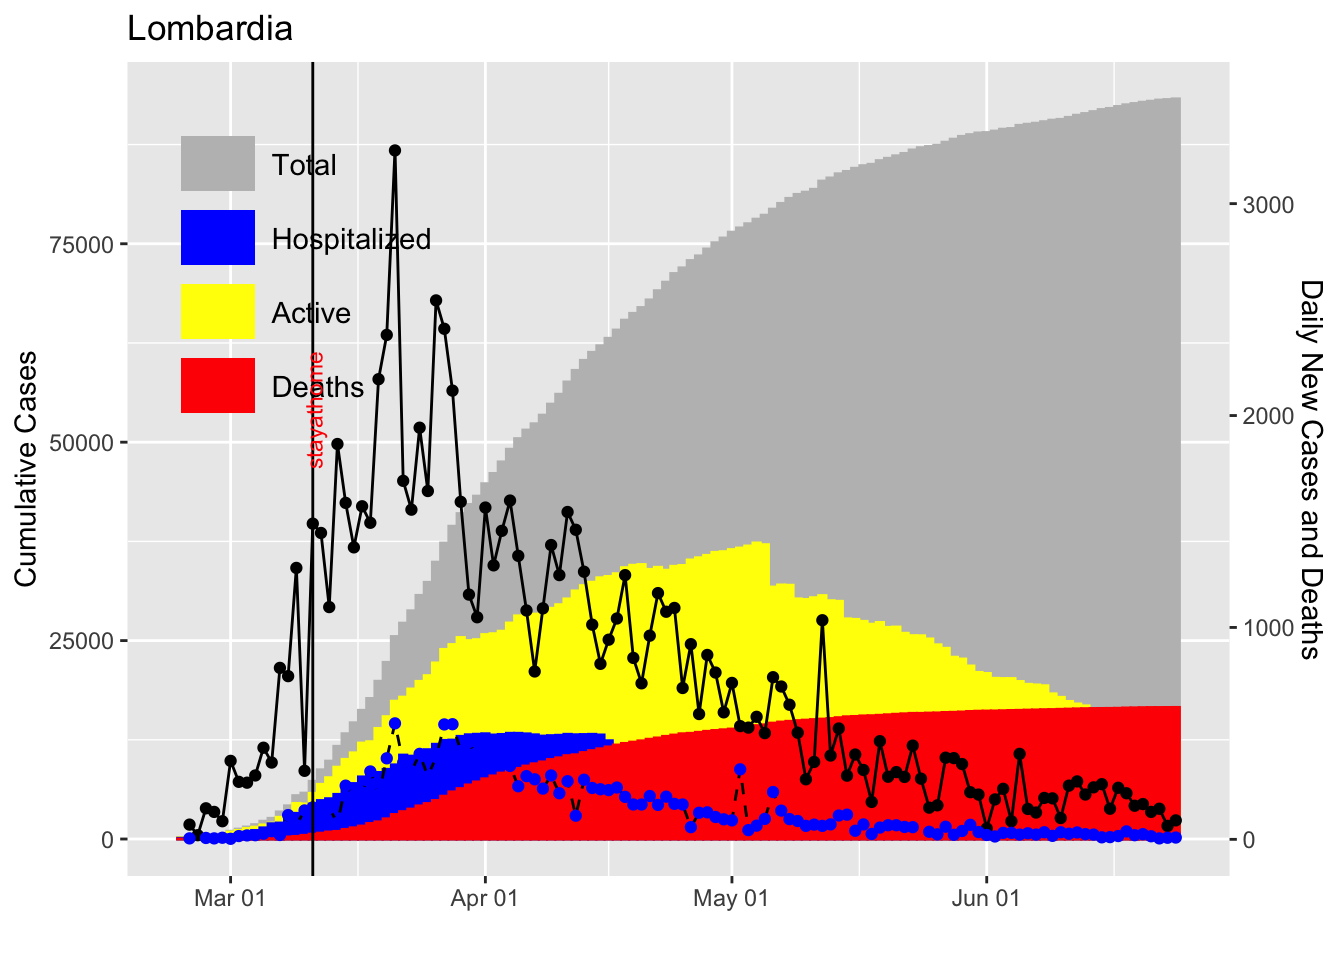 Lombardia
Total
Hospitalized
Active
Deaths
stayathome
Cumulative Cases
75000
50000
25000
0
3000
2000
1000
0
Daily New Cases and Deaths
Mar 01
Apr 01
May 01
Jun 01